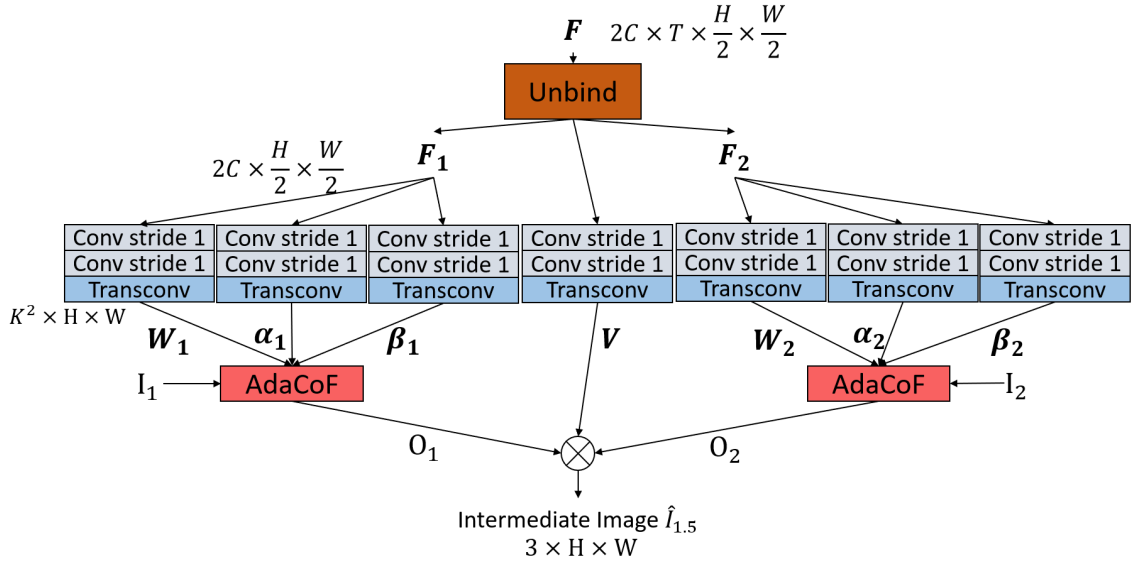 F 2C × T × H/2 × W/2
Unbind
F₁ F₂
2C × H/2 × W/2
Conv stride 1 Conv stride 1 Conv stride 1 Conv stride 1 Conv stride 1 Conv stride 1 Conv stride 1
Conv stride 1 Conv stride 1 Conv stride 1 Conv stride 1 Conv stride 1 Conv stride 1 Conv stride 1
Transconv Transconv Transconv Transconv Transconv Transconv Transconv
K² × H × W
W₁ α₁ β₁ V W₂ α₂ β₂
I₁ AdaCoF AdaCoF I₂
O₁ O₂
Intermediate Image Î₁.₅
3 × H × W